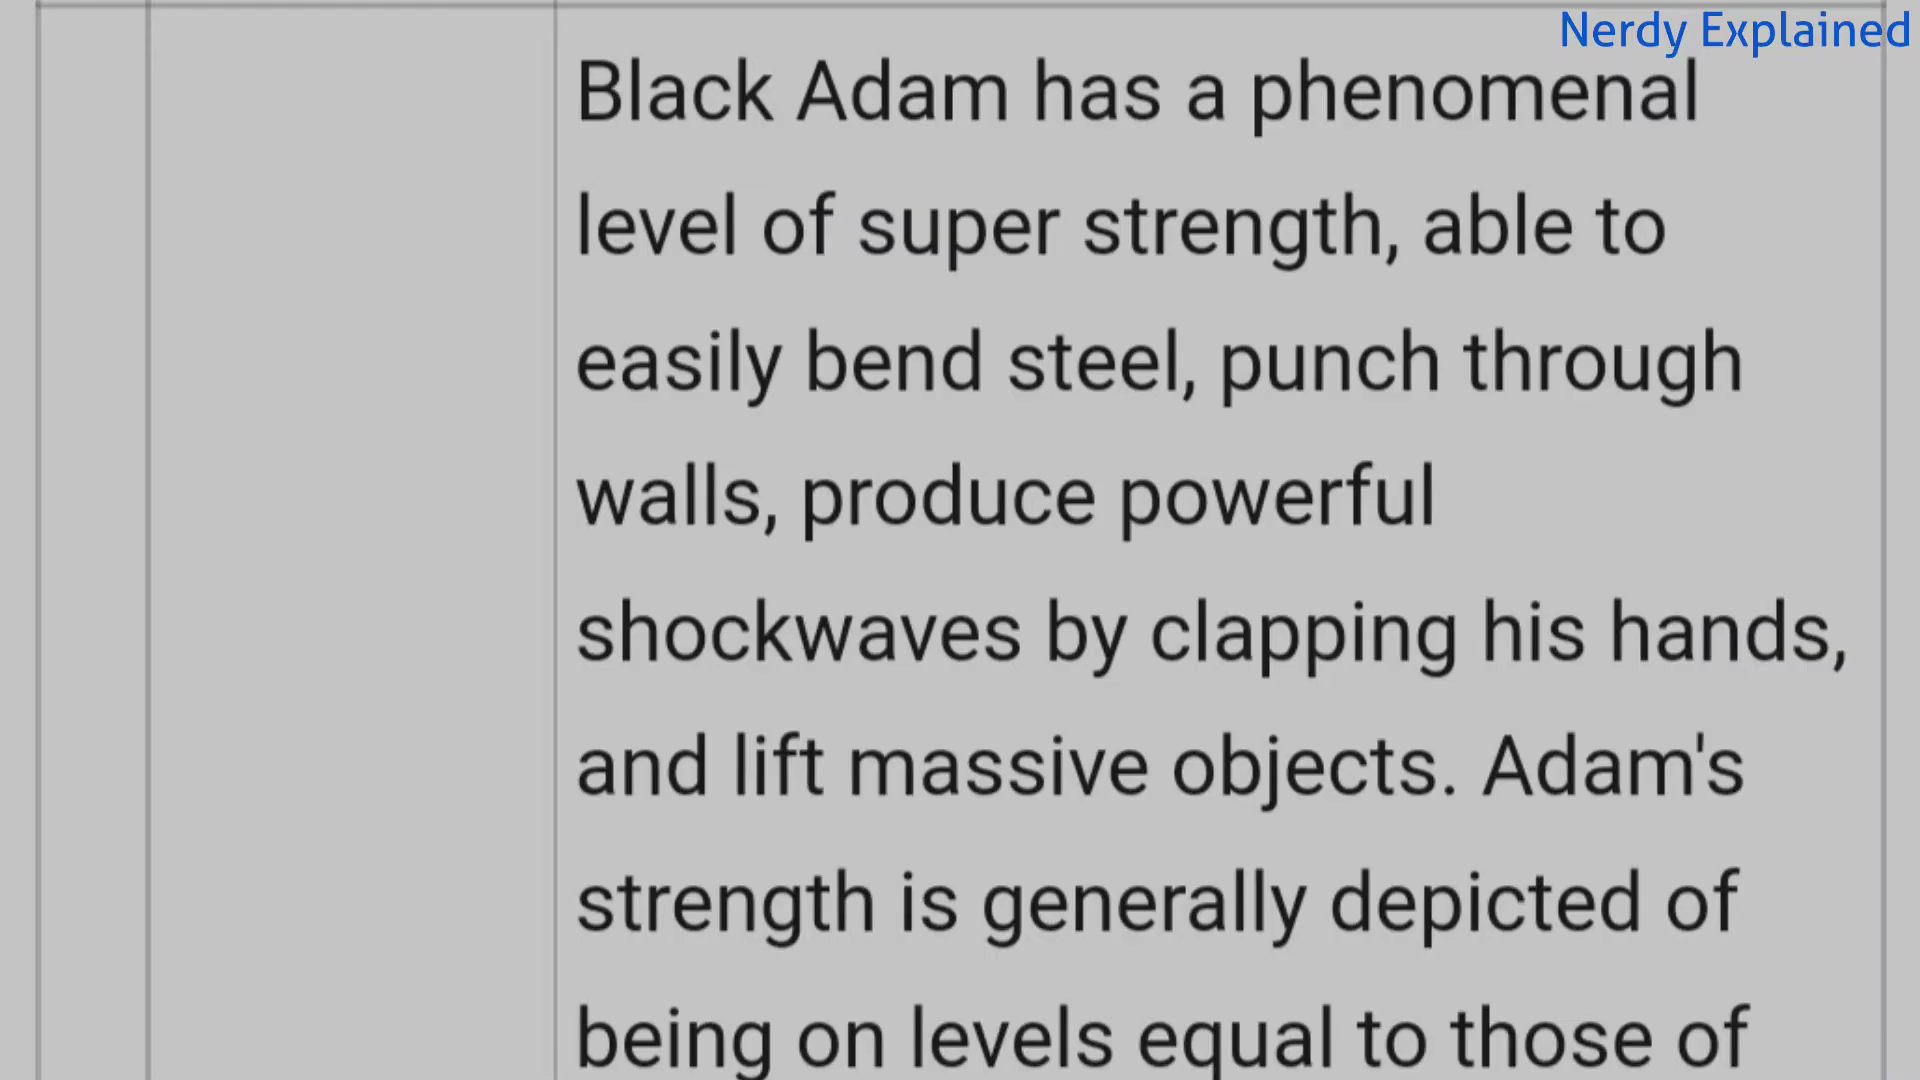 Nerdy Explained
Black Adam has a phenomenal
level of super strength, able to
easily bend steel, punch through
walls, produce powerful
shockwaves by clapping his hands,
and lift massive objects. Adam's
strength is generally depicted of
being on levels equal to those of